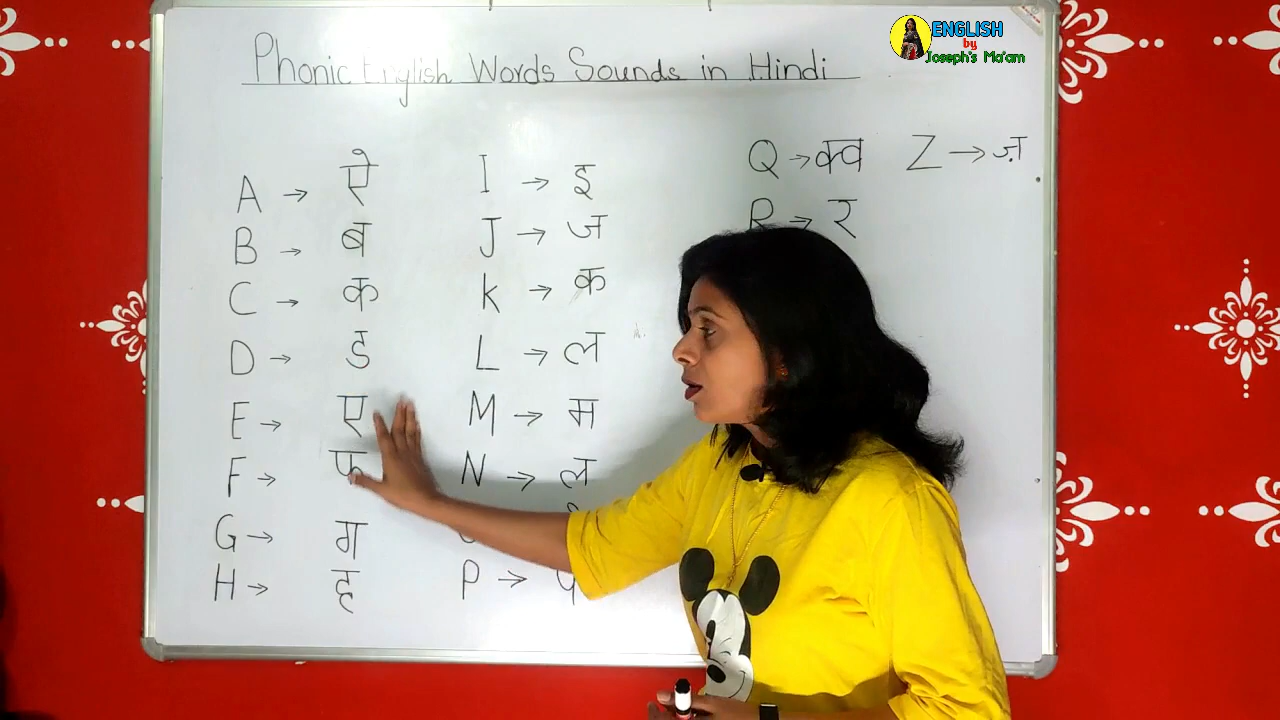 ENGLISH
by
Joseph's Ma'am
Phonic English Words Sounds in Hindi
A → ऐ
B → ब
C → क
D → ड
E → ए
F → फ
G → ग
H → ह
I → इ
J → ज
K → क
L → ल
M → म
N → ल
P → प
Q → क्व
R → र
Z → ज़